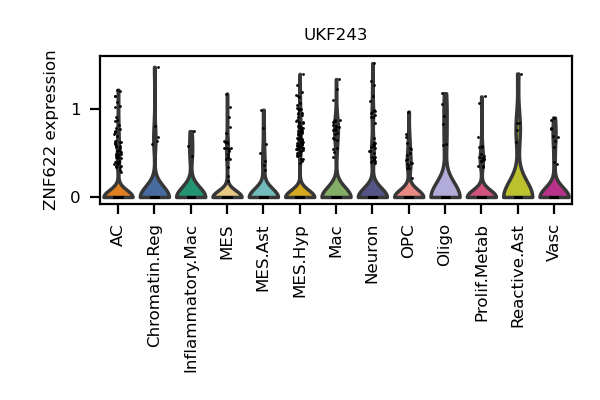 UKF243
ZNF622 expression
1
0
AC
Chromatin.Reg
Inflammatory.Mac
MES
MES.Ast
MES.Hyp
Mac
Neuron
OPC
Oligo
Prolif.Metab
Reactive.Ast
Vasc